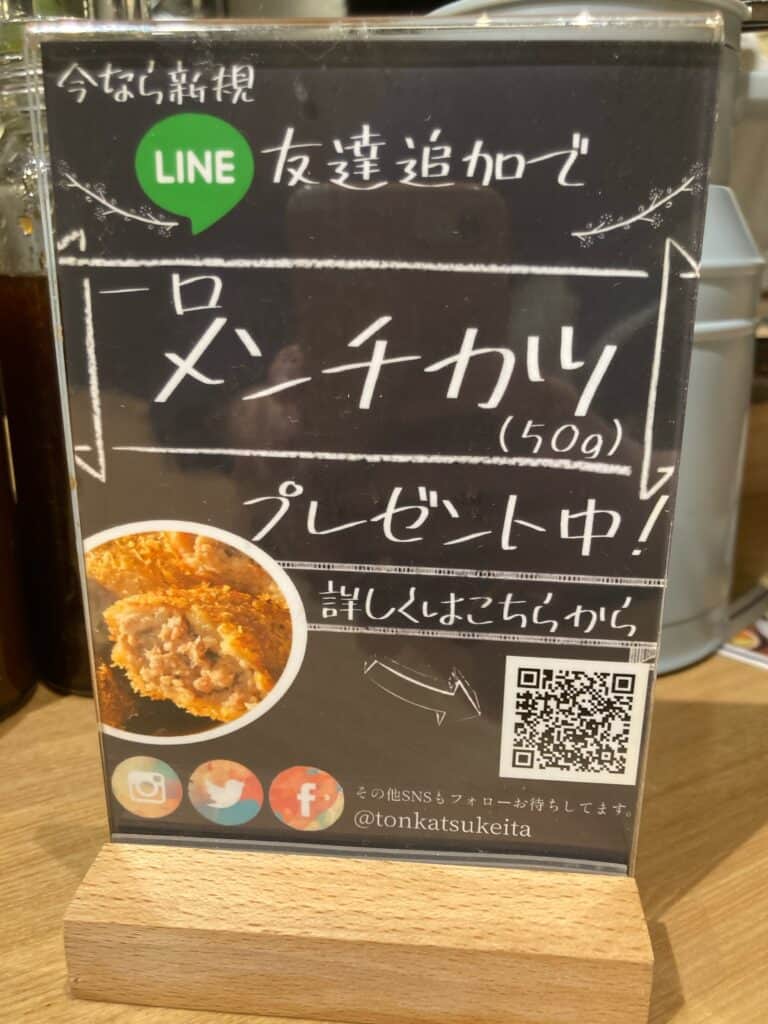 今なら新規
LINE 友達追加で
一口
メンチカツ
(50g)
プレゼント中!
詳しくはこちらから
その他SNSもフォローお待ちしてます。
@tonkatsukeita